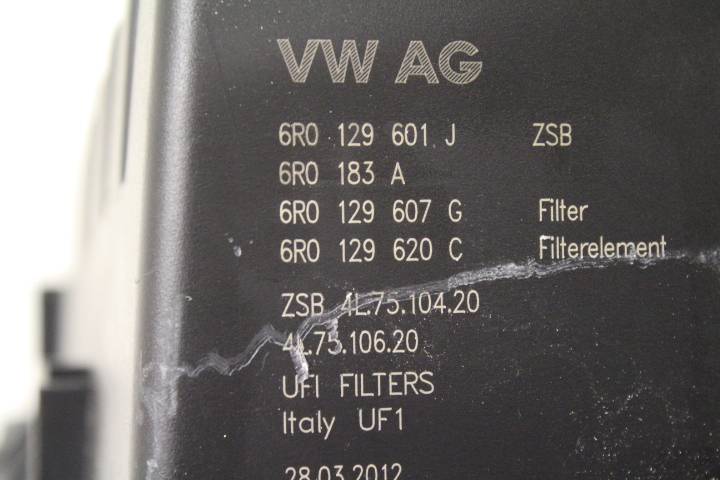 VW AG
6R0 129 601 J ZSB
6R0 183 A
6R0 129 607 G Filter
6R0 129 620 C Filterelement
ZSB 4L.75.104.20
4L.75.106.20
UFI FILTERS
Italy UF1
28.03.2012